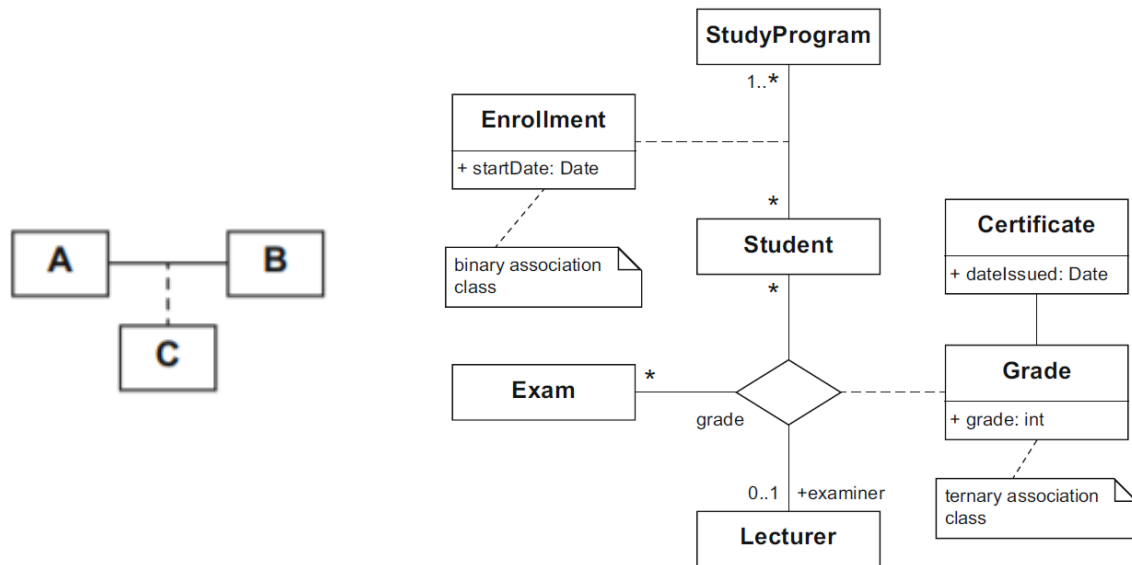 A
B
C
StudyProgram
1..*
Enrollment
+ startDate: Date
*
binary association
class
Student
*
Certificate
+ dateIssued: Date
Exam
*
grade
Grade
+ grade: int
0..1
+examiner
ternary association
class
Lecturer